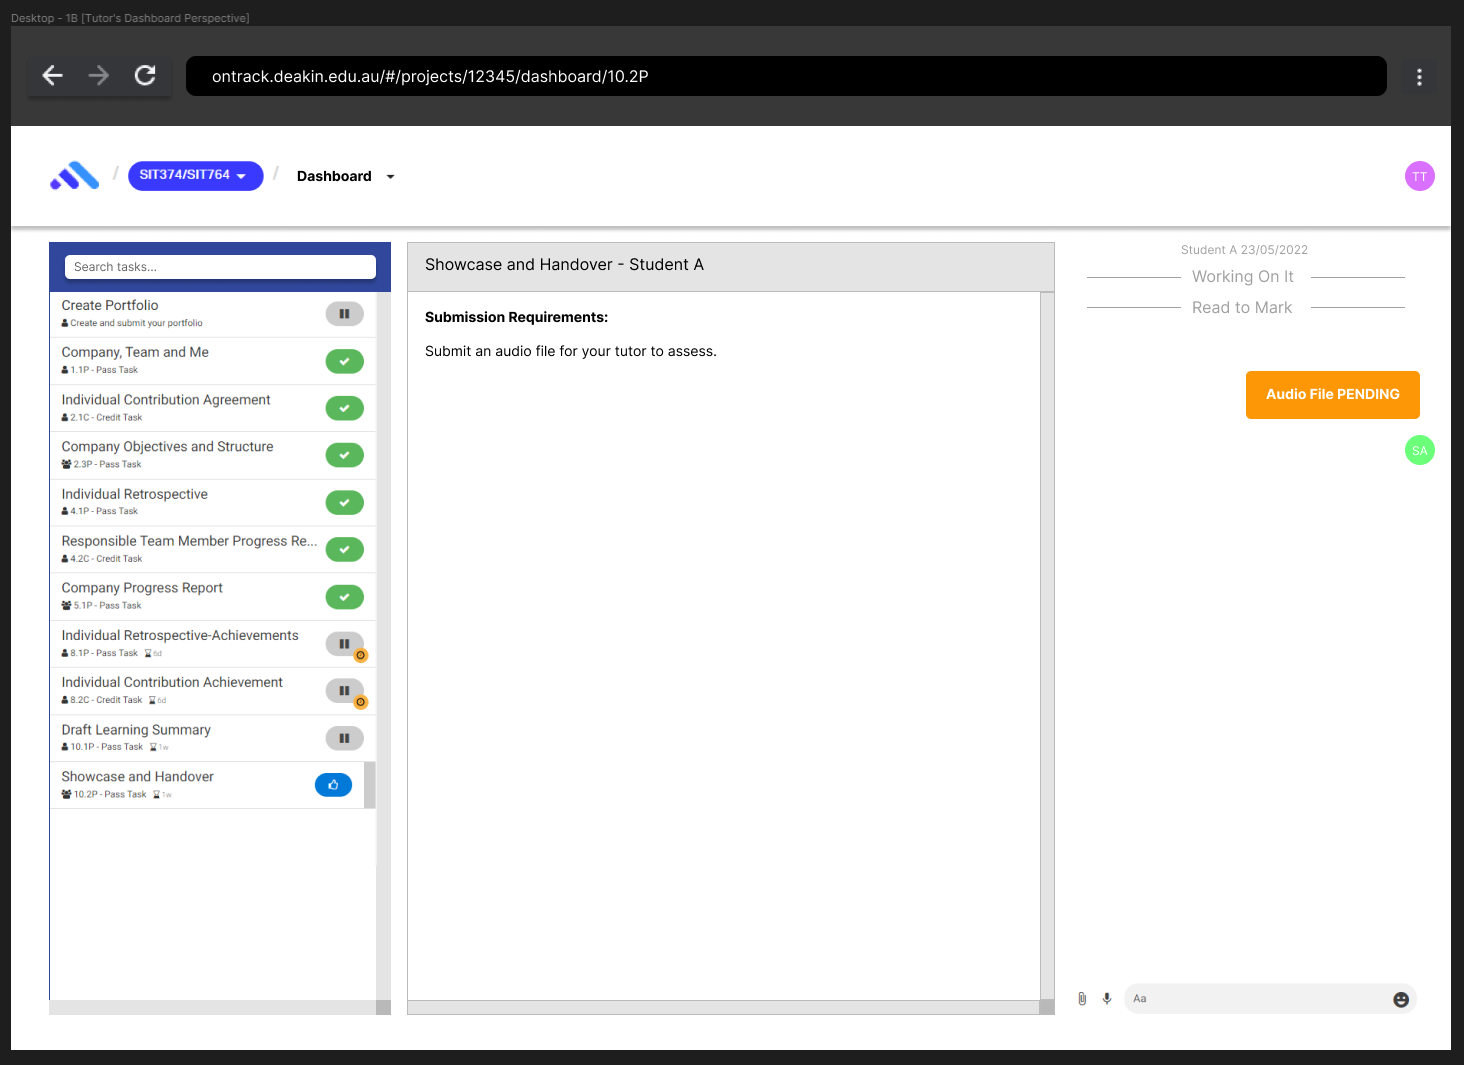 Desktop - 1B [Tutor's Dashboard Perspective]
ontrack.deakin.edu.au/#/projects/12345/dashboard/10.2P
/ SIT374/SIT764 / Dashboard
TT
Search tasks...
Create Portfolio
Create and submit your portfolio
Company, Team and Me
1.1P - Pass Task
Individual Contribution Agreement
2.1C - Credit Task
Company Objectives and Structure
2.3P - Pass Task
Individual Retrospective
4.1P - Pass Task
Responsible Team Member Progress Re...
4.2C - Credit Task
Company Progress Report
5.1P - Pass Task
Individual Retrospective-Achievements
8.1P - Pass Task 6d
Individual Contribution Achievement
8.2C - Credit Task 6d
Draft Learning Summary
10.1P - Pass Task 1w
Showcase and Handover
10.2P - Pass Task 1w
Showcase and Handover - Student A
Submission Requirements:
Submit an audio file for your tutor to assess.
Student A 23/05/2022
Working On It
Read to Mark
Audio File PENDING
SA
Aa